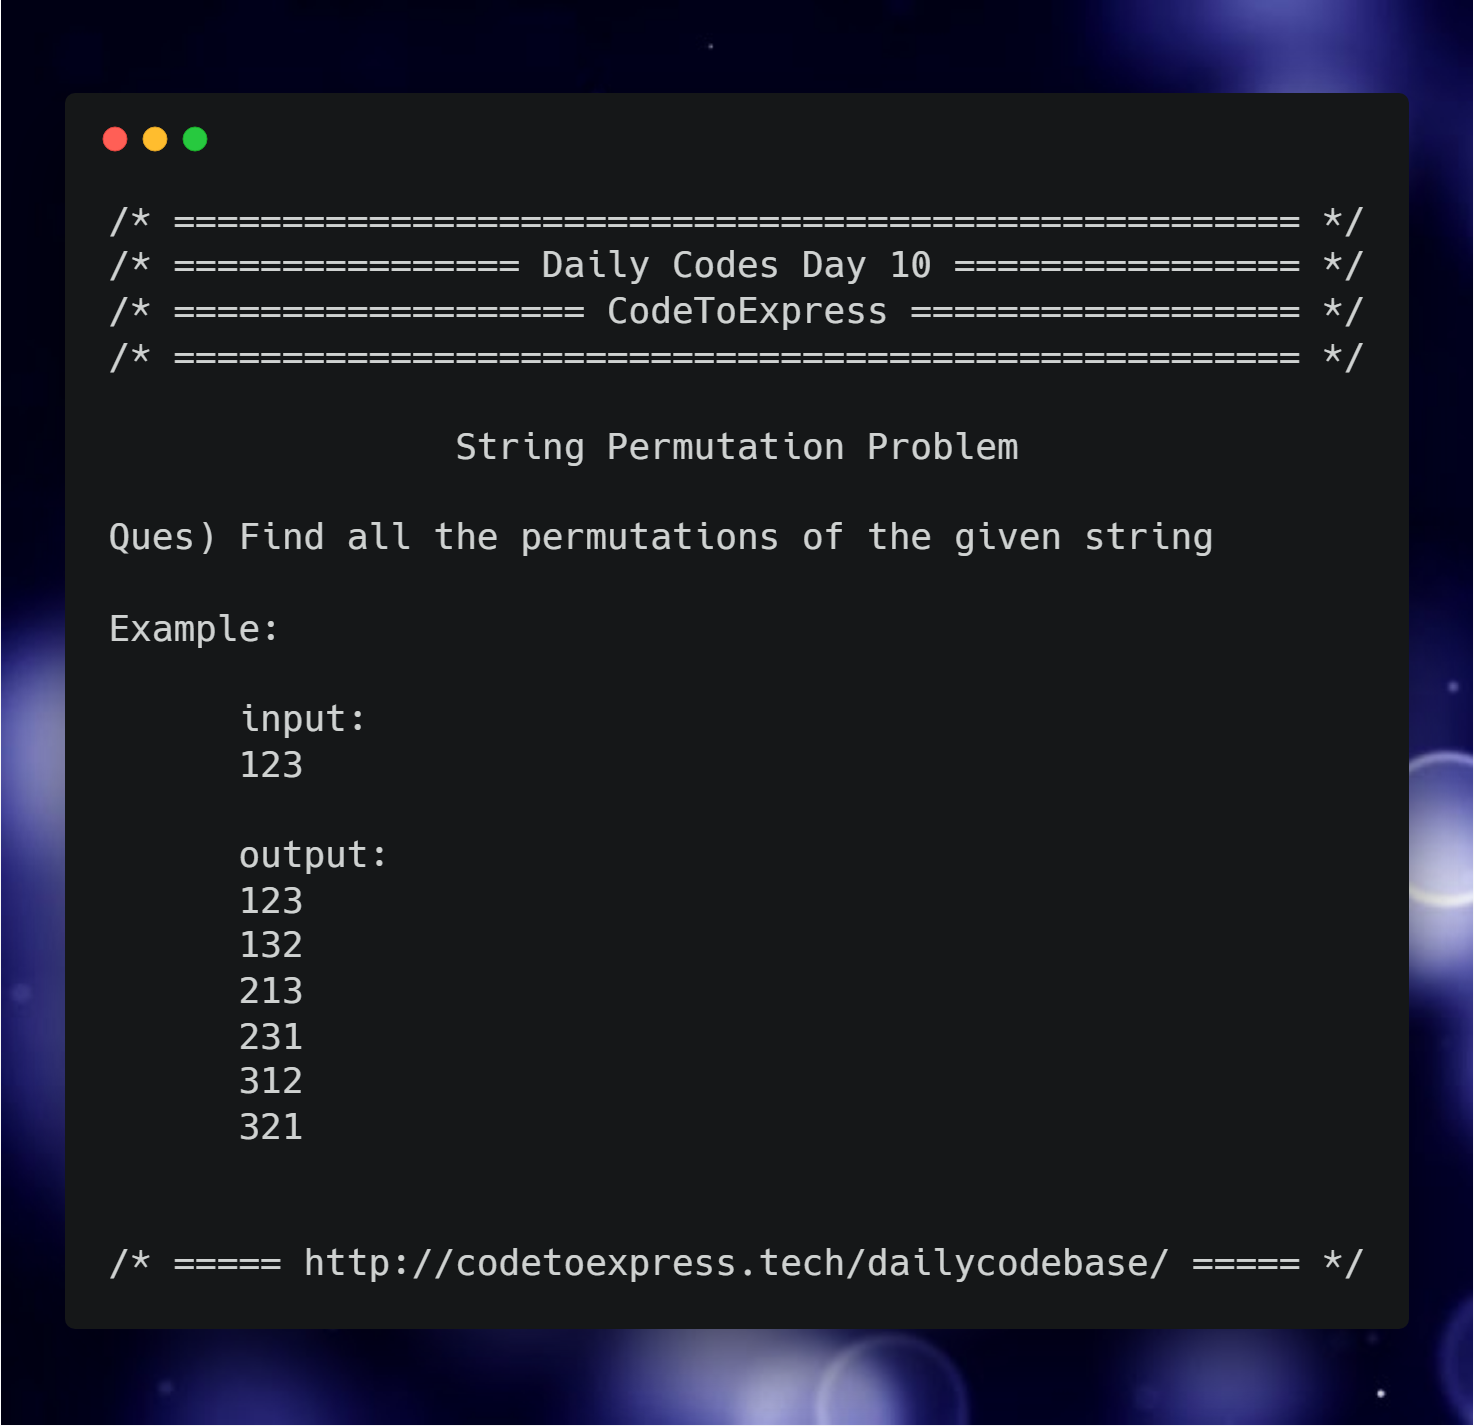 /* ==================================================== */
/* ================ Daily Codes Day 10 ================ */
/* =================== CodeToExpress ================== */
/* ==================================================== */
String Permutation Problem
Ques) Find all the permutations of the given string
Example:
input:
123
output:
123
132
213
231
312
321
/* ===== http://codetoexpress.tech/dailycodebase/ ===== */